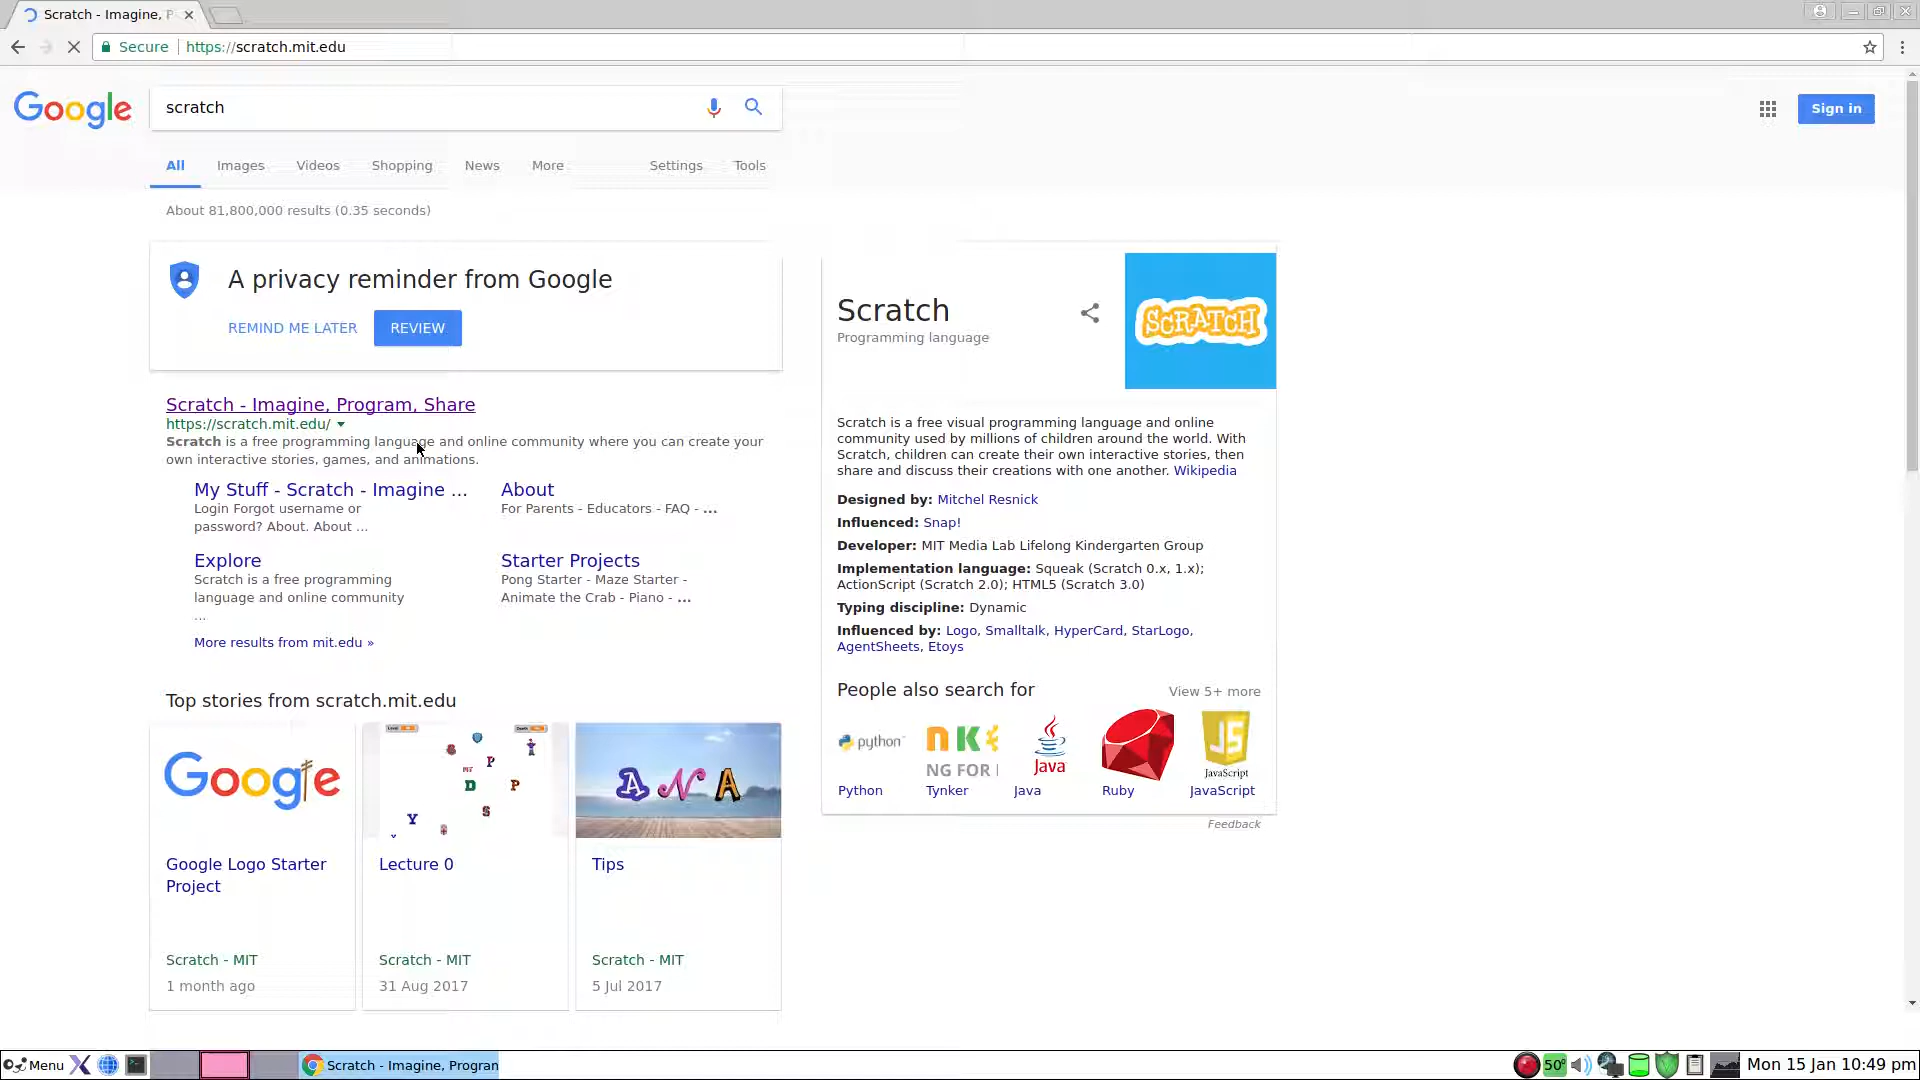 Scratch - Imagine, P
Secure https://scratch.mit.edu
Google scratch Sign in
All Images Videos Shopping News More Settings Tools
About 81,800,000 results (0.35 seconds)
A privacy reminder from Google
REMIND ME LATER REVIEW
Scratch - Imagine, Program, Share
https://scratch.mit.edu/
Scratch is a free programming language and online community where you can create your
own interactive stories, games, and animations.
My Stuff - Scratch - Imagine ...
Login Forgot username or
password? About. About ...
About
For Parents - Educators - FAQ - ...
Explore
Scratch is a free programming
language and online community
...
Starter Projects
Pong Starter - Maze Starter -
Animate the Crab - Piano - ...
More results from mit.edu »
Top stories from scratch.mit.edu
Google
Google Logo Starter
Project
Scratch - MIT
1 month ago
Lecture 0
Scratch - MIT
31 Aug 2017
ANA
Tips
Scratch - MIT
5 Jul 2017
Scratch
Programming language
SCRATCH
Scratch is a free visual programming language and online
community used by millions of children around the world. With
Scratch, children can create their own interactive stories, then
share and discuss their creations with one another. Wikipedia
Designed by: Mitchel Resnick
Influenced: Snap!
Developer: MIT Media Lab Lifelong Kindergarten Group
Implementation language: Squeak (Scratch 0.x, 1.x);
ActionScript (Scratch 2.0); HTML5 (Scratch 3.0)
Typing discipline: Dynamic
Influenced by: Logo, Smalltalk, HyperCard, StarLogo,
AgentSheets, Etoys
People also search for View 5+ more
python
NG FOR
Java
JS
JavaScript
Python Tynker Java Ruby JavaScript
Feedback
Menu Scratch - Imagine, Progran 50° Mon 15 Jan 10:49 pm